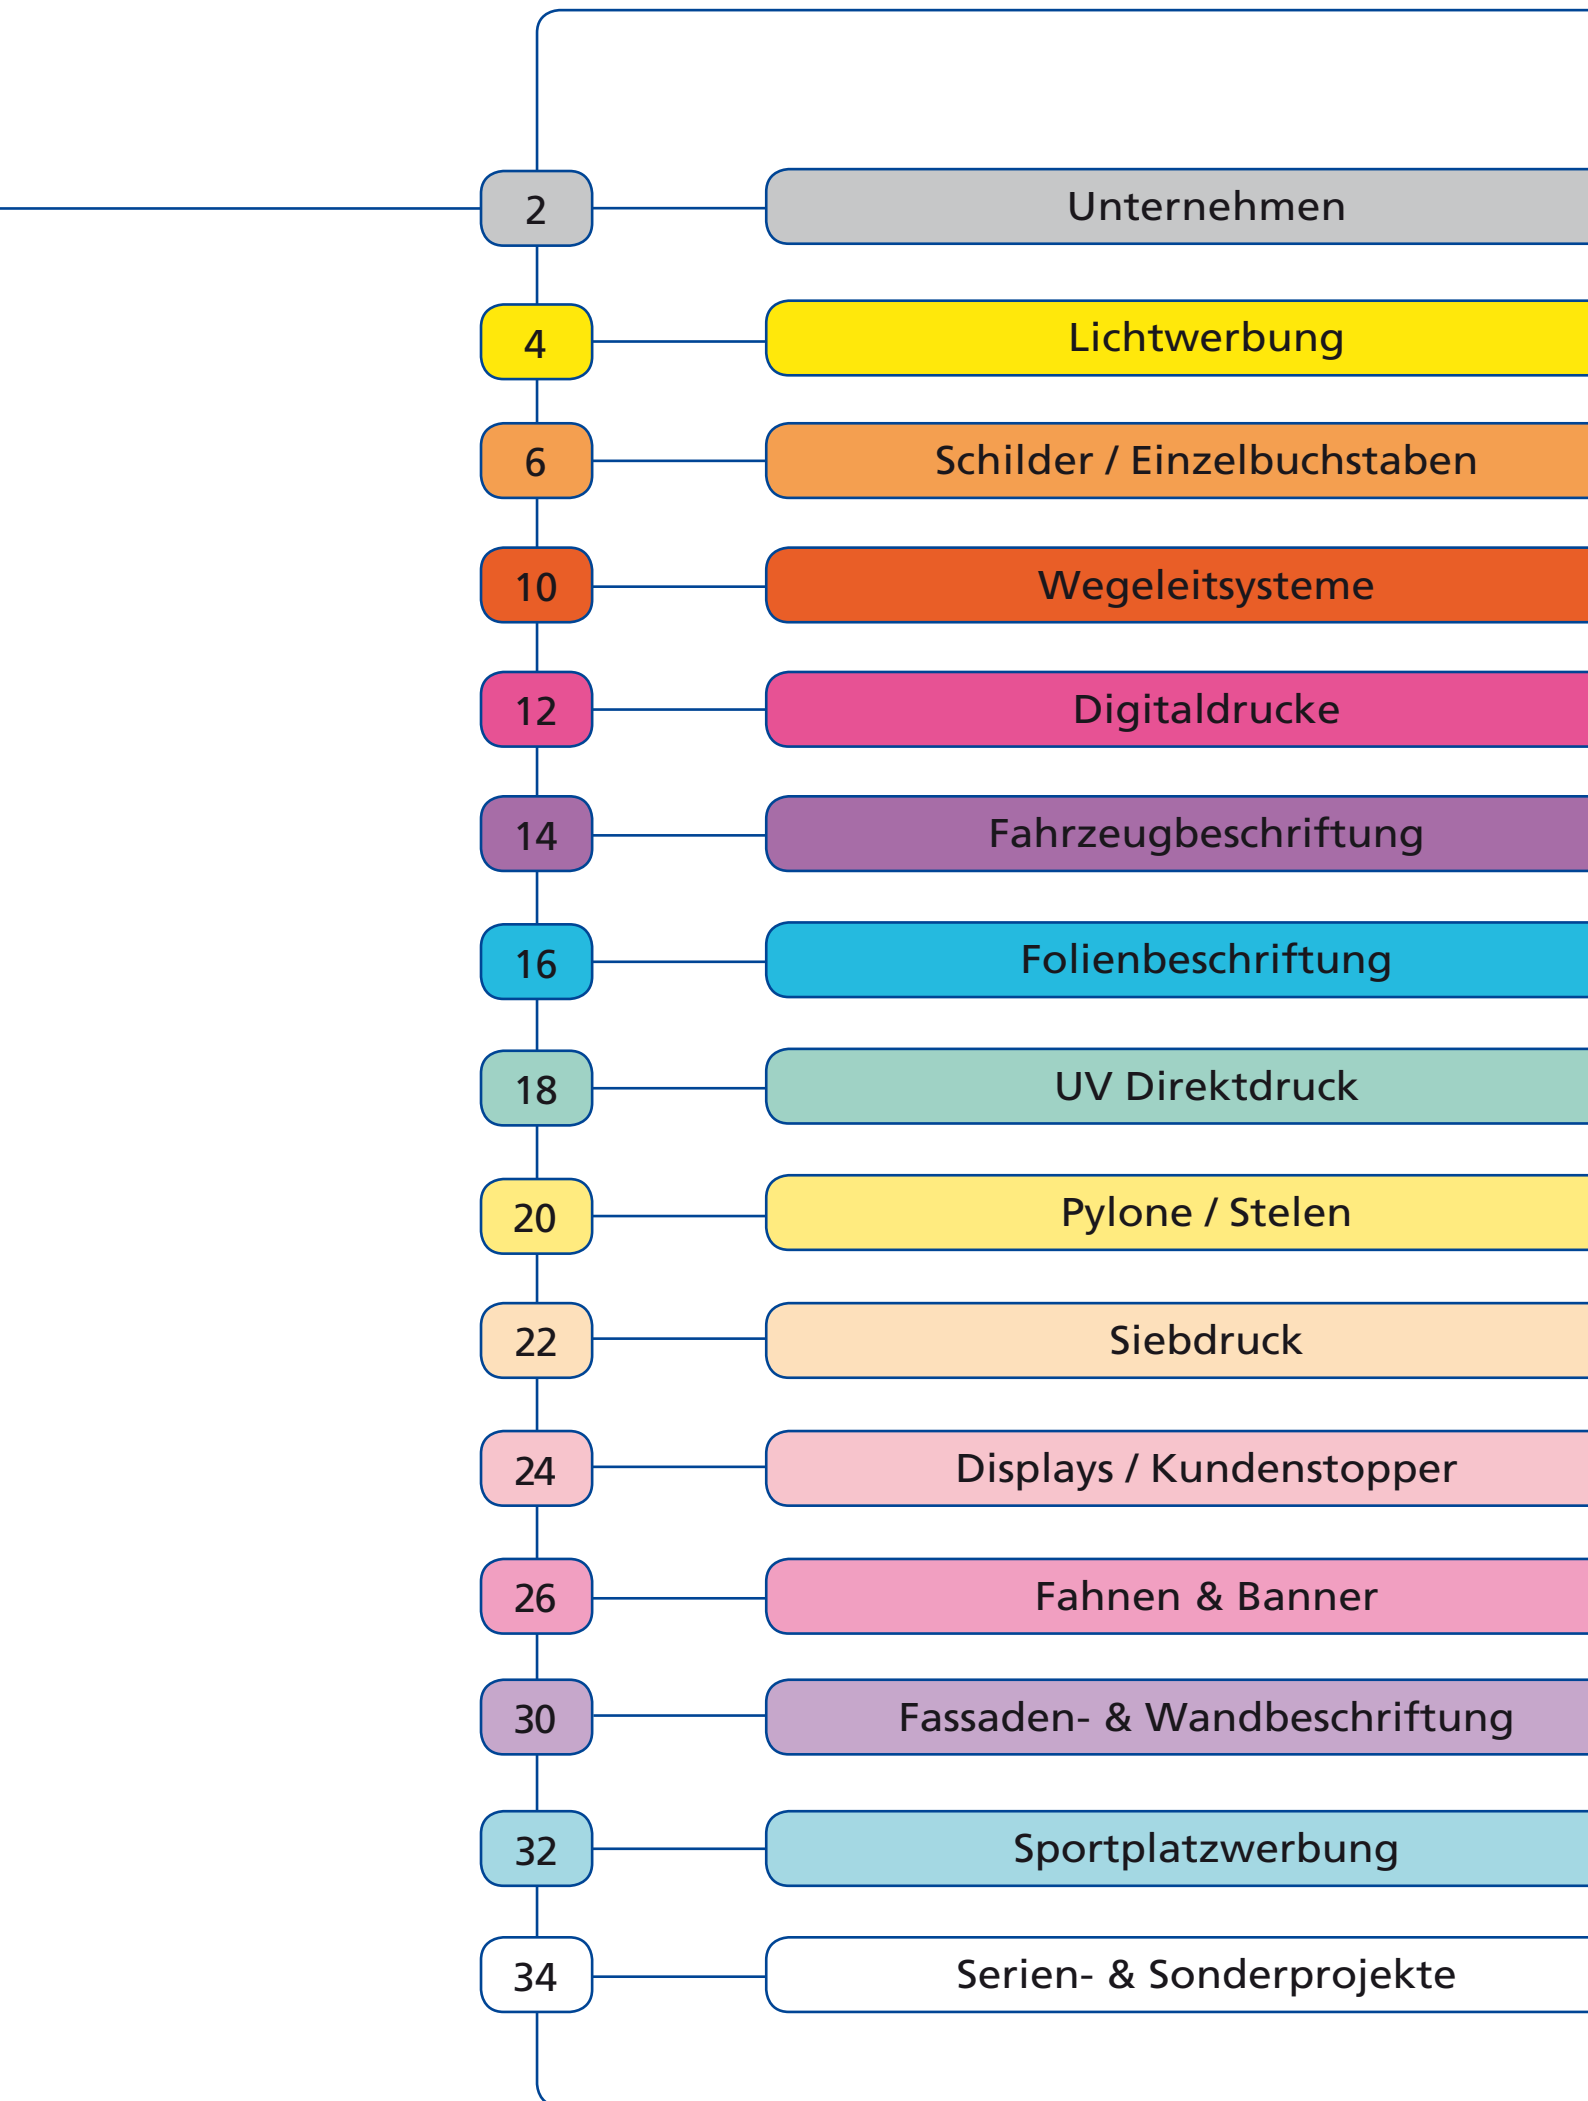 2 Unternehmen
4 Lichtwerbung
6 Schilder / Einzelbuchstaben
10 Wegeleitsysteme
12 Digitaldrucke
14 Fahrzeugbeschriftung
16 Folienbeschriftung
18 UV Direktdruck
20 Pylone / Stelen
22 Siebdruck
24 Displays / Kundenstopper
26 Fahnen & Banner
30 Fassaden- & Wandbeschriftung
32 Sportplatzwerbung
34 Serien- & Sonderprojekte